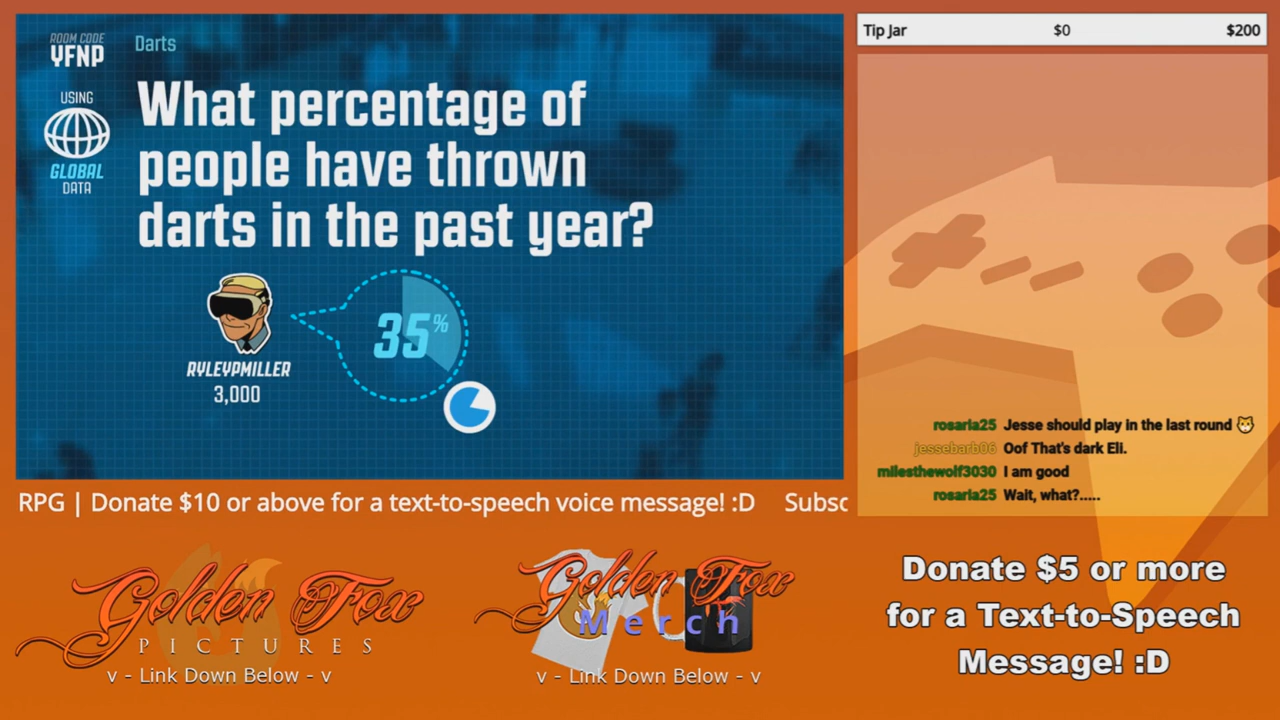 ROOM CODE
YFNP
Darts
USING
GLOBAL
DATA
What percentage of
people have thrown
darts in the past year?
35%
RYLEYPMILLER
3,000
Tip Jar $0 $200
rosaria25 Jesse should play in the last round
jessebarb06 Oof That's dark Eli.
milesthewolf3030 I am good
rosaria25 Wait, what?.....
RPG | Donate $10 or above for a text-to-speech voice message! :D Subsc
Golden Fox
PICTURES
v - Link Down Below - v
Golden Fox
Merch
v - Link Down Below - v
Donate $5 or more
for a Text-to-Speech
Message! :D